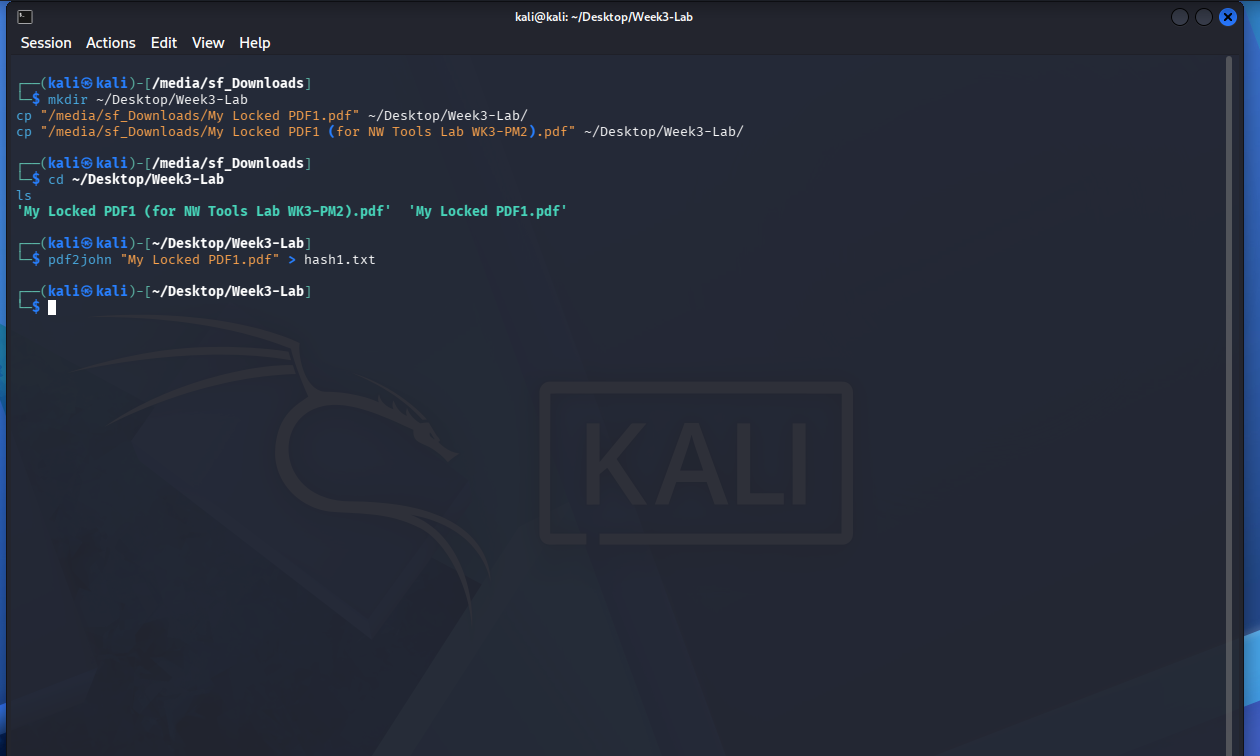 kali@kali: ~/Desktop/Week3-Lab
Session Actions Edit View Help
┌──(kali㉿kali)-[/media/sf_Downloads]
└─$ mkdir ~/Desktop/Week3-Lab
cp "/media/sf_Downloads/My Locked PDF1.pdf" ~/Desktop/Week3-Lab/
cp "/media/sf_Downloads/My Locked PDF1 (for NW Tools Lab WK3-PM2).pdf" ~/Desktop/Week3-Lab/
┌──(kali㉿kali)-[/media/sf_Downloads]
└─$ cd ~/Desktop/Week3-Lab
ls
'My Locked PDF1 (for NW Tools Lab WK3-PM2).pdf'  'My Locked PDF1.pdf'
┌──(kali㉿kali)-[~/Desktop/Week3-Lab]
└─$ pdf2john "My Locked PDF1.pdf" > hash1.txt
┌──(kali㉿kali)-[~/Desktop/Week3-Lab]
└─$
KALI